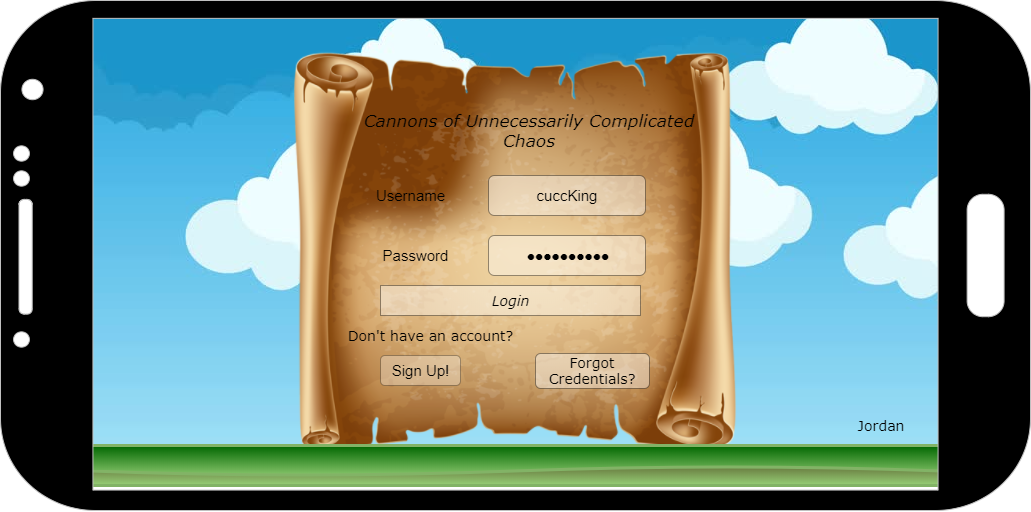 Cannons of Unnecessarily Complicated
Chaos
Username
cuccKing
Password
●●●●●●●●●●
Login
Don't have an account?
Sign Up!
Forgot
Credentials?
Jordan